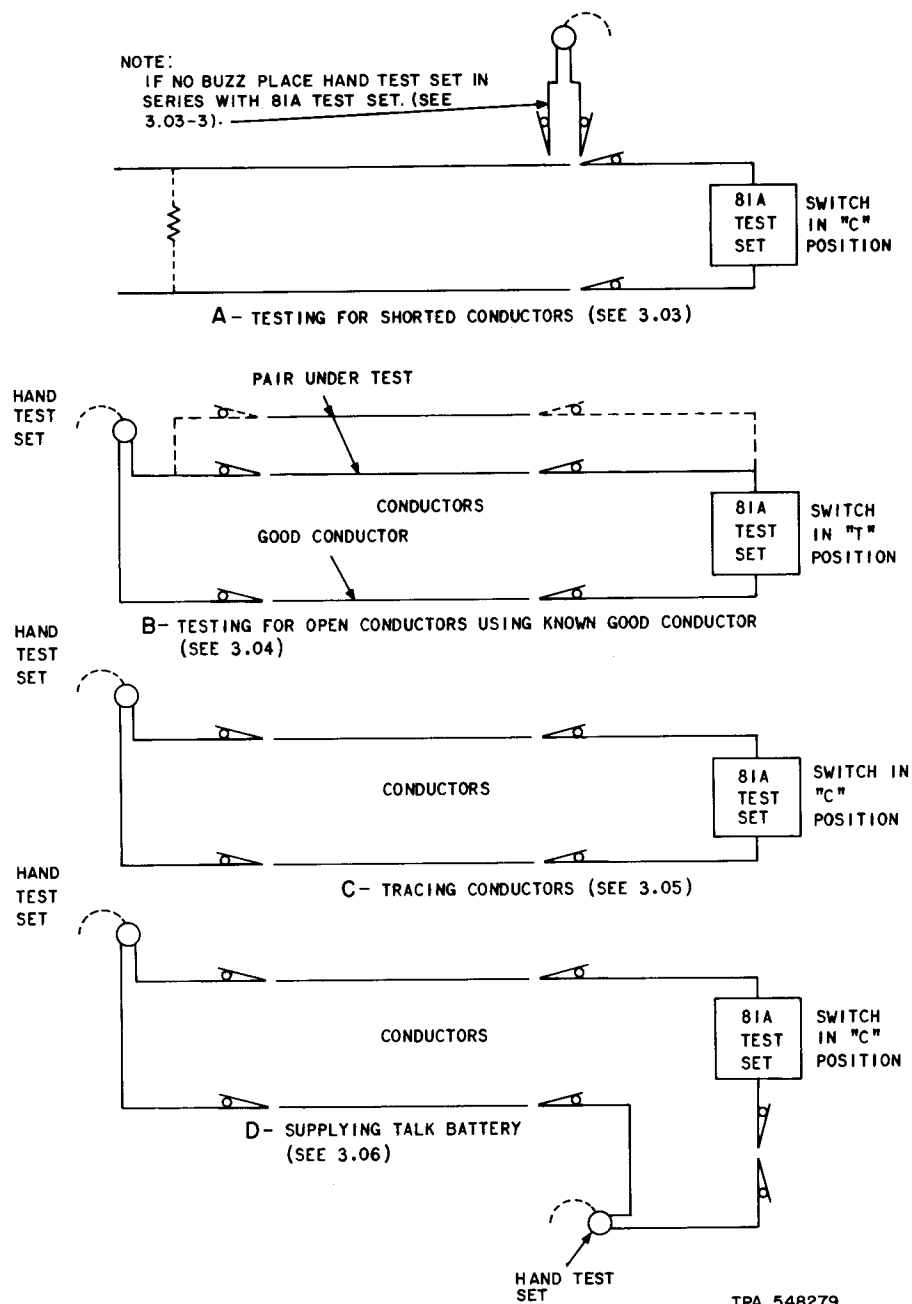 NOTE:
IF NO BUZZ PLACE HAND TEST SET IN
SERIES WITH 81A TEST SET. (SEE
3.03-3).
81A
TEST
SET
SWITCH
IN "C"
POSITION
A - TESTING FOR SHORTED CONDUCTORS (SEE 3.03)
HAND
TEST
SET
PAIR UNDER TEST
CONDUCTORS
GOOD CONDUCTOR
81A
TEST
SET
SWITCH
IN "T"
POSITION
B - TESTING FOR OPEN CONDUCTORS USING KNOWN GOOD CONDUCTOR
(SEE 3.04)
HAND
TEST
SET
CONDUCTORS
81A
TEST
SET
SWITCH IN
"C"
POSITION
C - TRACING CONDUCTORS (SEE 3.05)
HAND
TEST
SET
CONDUCTORS
81A
TEST
SET
SWITCH
IN "C"
POSITION
D - SUPPLYING TALK BATTERY
(SEE 3.06)
HAND TEST
SET
TPA 548279